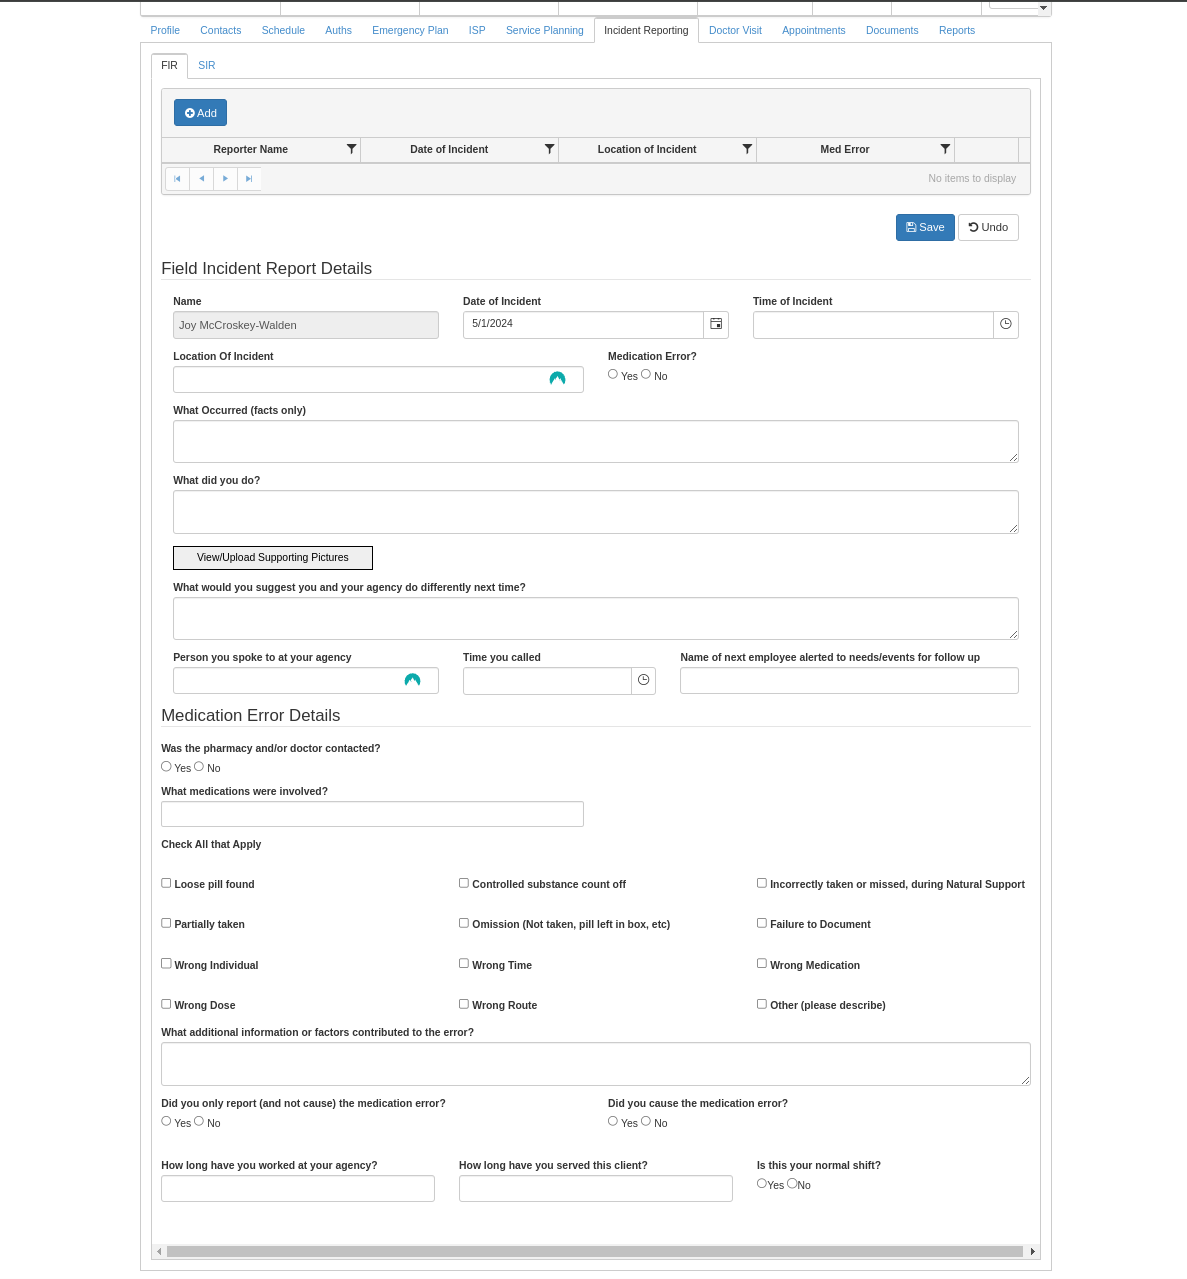 Profile Contacts Schedule Auths Emergency Plan ISP Service Planning Incident Reporting Doctor Visit Appointments Documents Reports
FIR SIR
Add
Reporter Name Date of Incident Location of Incident Med Error
No items to display
Save Undo
Field Incident Report Details
Name Date of Incident Time of Incident
Joy McCroskey-Walden 5/1/2024
Location Of Incident Medication Error?
Yes No
What Occurred (facts only)
What did you do?
View/Upload Supporting Pictures
What would you suggest you and your agency do differently next time?
Person you spoke to at your agency Time you called Name of next employee alerted to needs/events for follow up
Medication Error Details
Was the pharmacy and/or doctor contacted?
Yes No
What medications were involved?
Check All that Apply
Loose pill found Controlled substance count off Incorrectly taken or missed, during Natural Support
Partially taken Omission (Not taken, pill left in box, etc) Failure to Document
Wrong Individual Wrong Time Wrong Medication
Wrong Dose Wrong Route Other (please describe)
What additional information or factors contributed to the error?
Did you only report (and not cause) the medication error? Did you cause the medication error?
Yes No Yes No
How long have you worked at your agency? How long have you served this client? Is this your normal shift?
Yes No